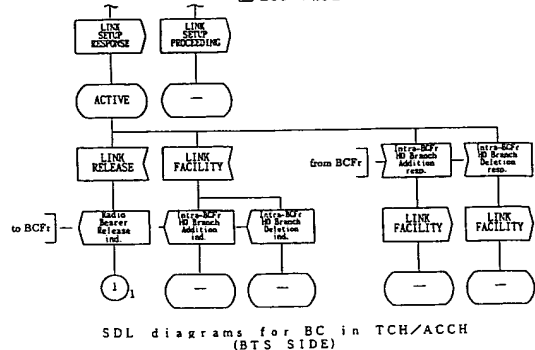 LINK
SETUP
RESPONSE
LINK
SETUP
PROCEEDING
ACTIVE
—
LINK
RELEASE
LINK
FACILITY
from BCFr
Intra-BCFr
HO Branch
Addition
resp.
Intra-BCFr
HO Branch
Deletion
resp.
to BCFr
Radio
Bearer
Release
ind.
Intra-BCFr
HO Branch
Addition
ind.
Intra-BCFr
HO Branch
Deletion
ind.
LINK
FACILITY
LINK
FACILITY
1
1
—
—
—
—
SDL diagrams for BC in TCH/ACCH
(BTS SIDE)